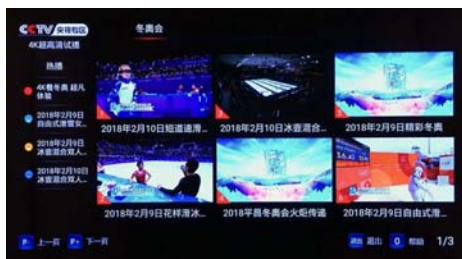 CCTV 央视专区
4K超高清试播
冬奥会
热播
4K看冬奥 超凡
体验
2018年2月9日
自由式滑雪女...
2018年2月9日
冰壶混合双人...
2018年2月10日
冰壶混合双人...
2018年2月10日短道速滑...
2018年2月10日冰壶混合...
2018年2月9日精彩冬奥
2018年2月9日花样滑冰...
2018平昌冬奥会火炬传递
2018年2月9日自由式滑...
P- 上一页
P+ 下一页
退出 退出
0 帮助
1/3